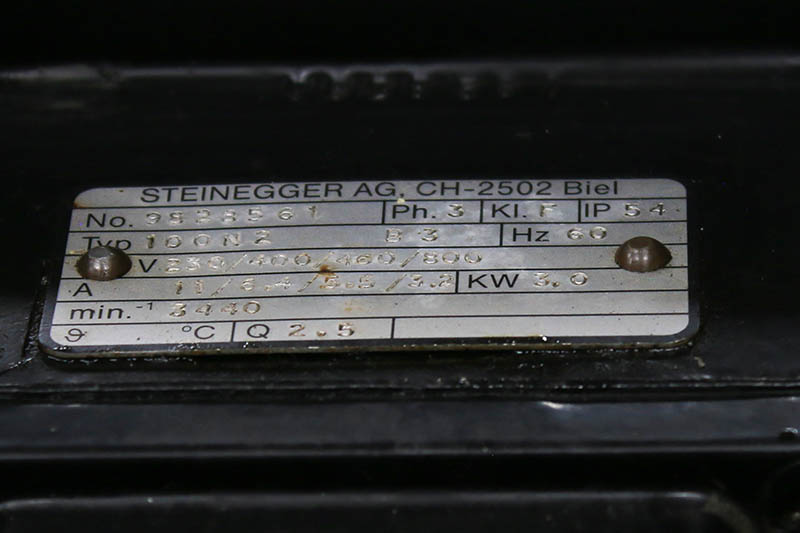 STEINEGGER AG, CH-2502 Biel
No. 9838561 Ph. 3 Kl. F IP 54
Typ 100N2 B3 Hz 60
V. 230/400/460/800
A 11/6.4/5.5/3.2 KW 3.0
min.⁻¹ 3440
ϑ °C Q 2.5